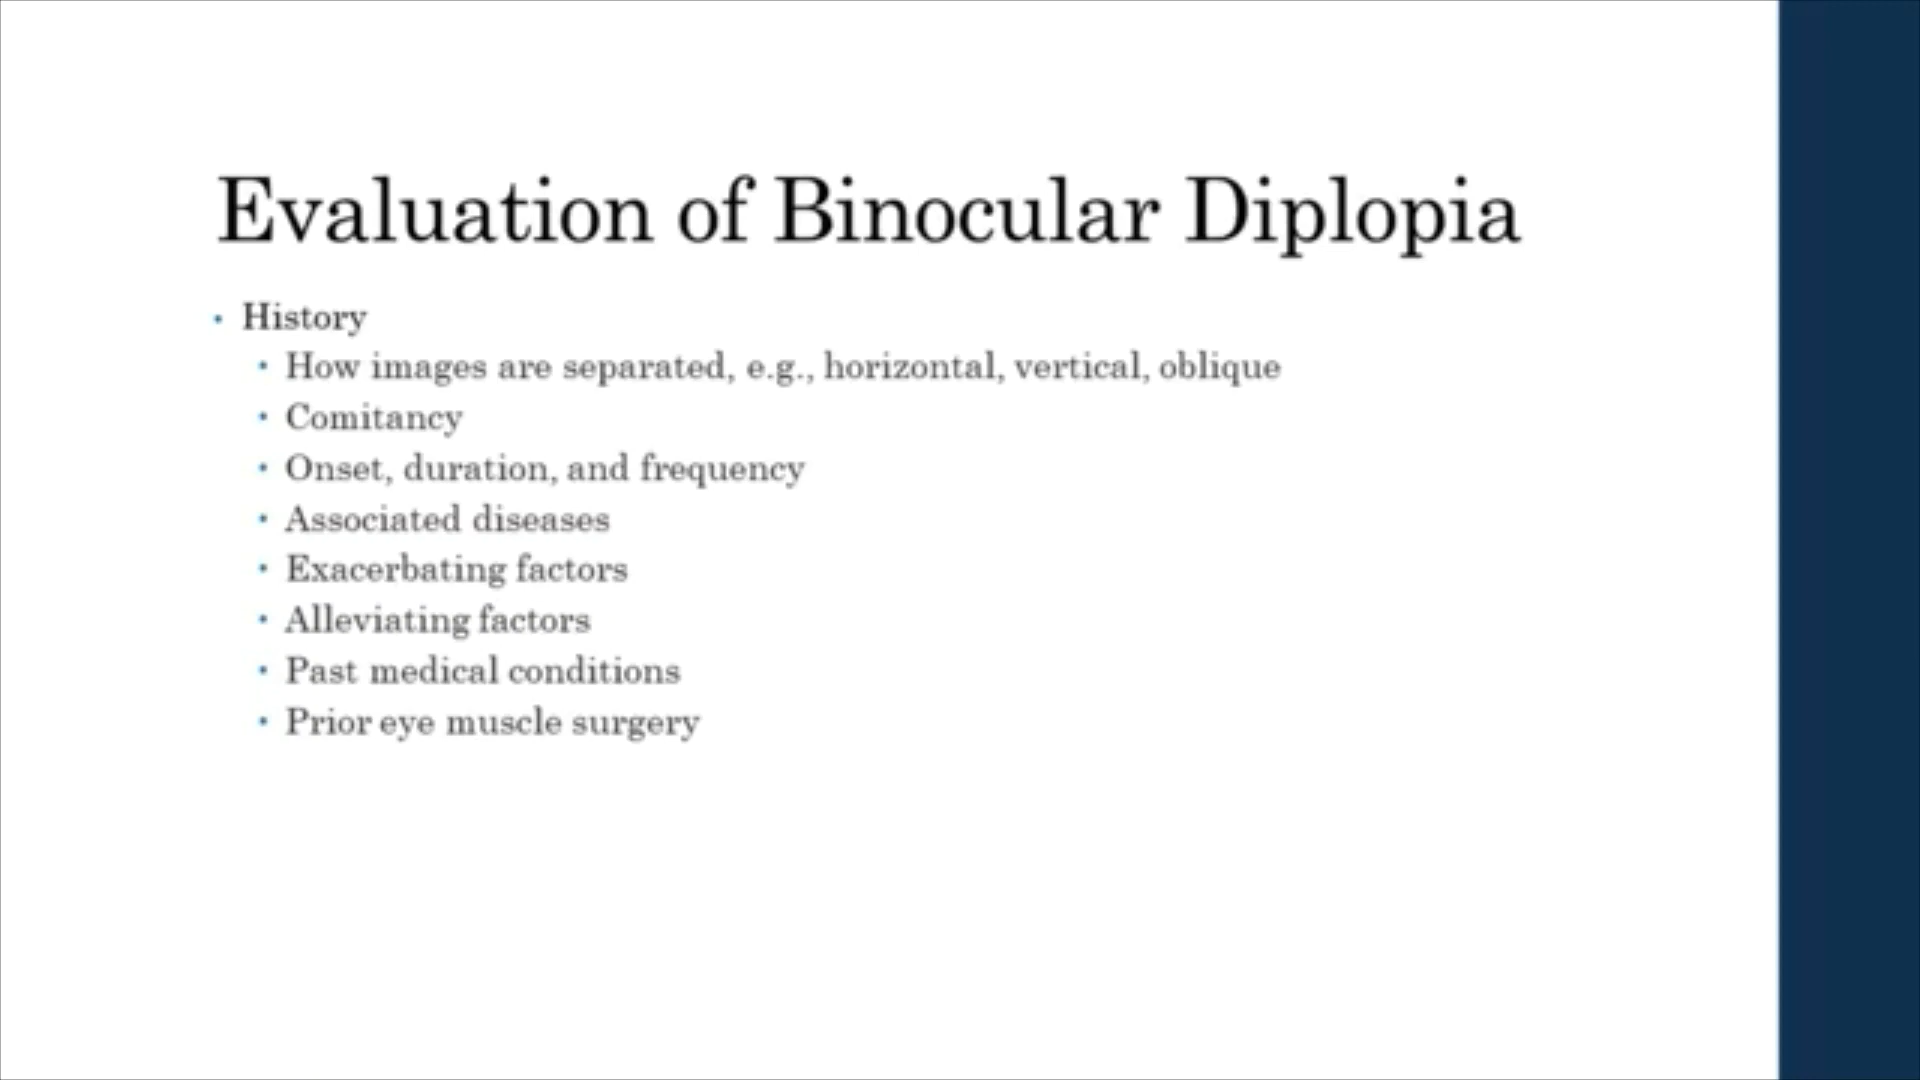 Evaluation of Binocular Diplopia
• History
• How images are separated, e.g., horizontal, vertical, oblique
• Comitancy
• Onset, duration, and frequency
• Associated diseases
• Exacerbating factors
• Alleviating factors
• Past medical conditions
• Prior eye muscle surgery